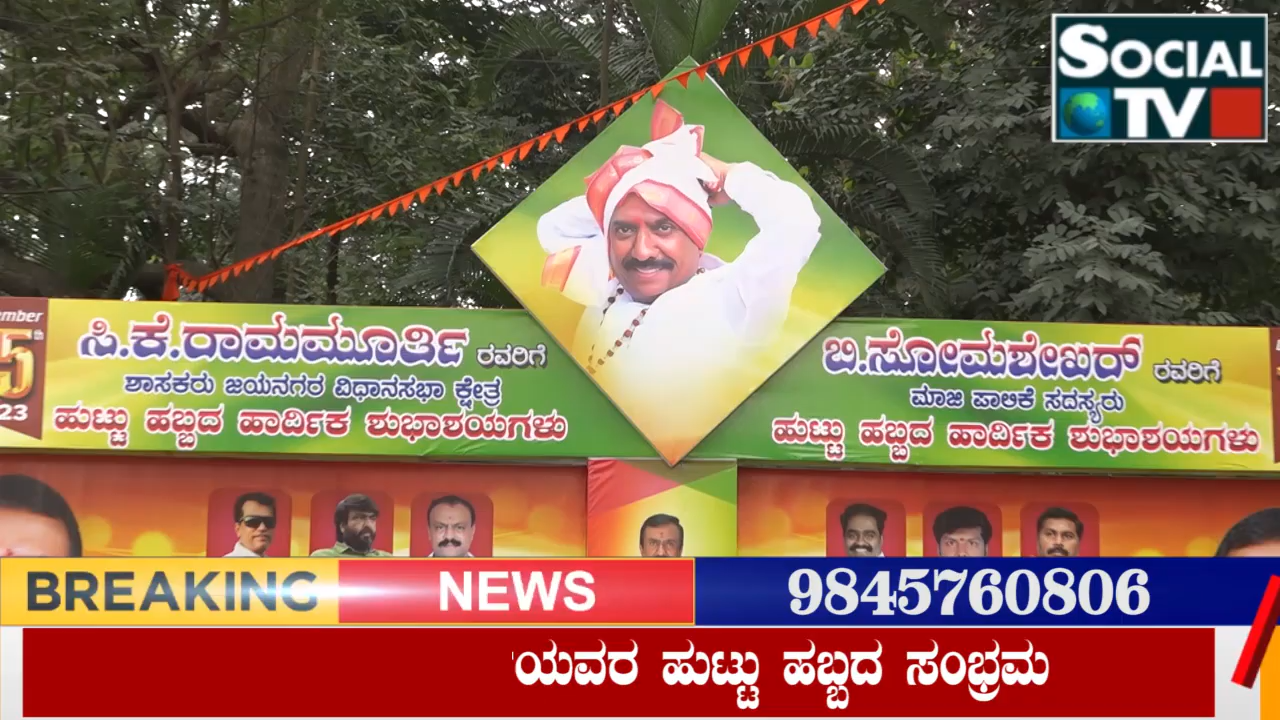 SOCIAL
TV
ember
5th
23
ಸಿ.ಕೆ.ರಾಮಮೂರ್ತಿ ರವರಿಗೆ
ಶಾಸಕರು ಜಯನಗರ ವಿಧಾನಸಭಾ ಕ್ಷೇತ್ರ
ಹುಟ್ಟು ಹಬ್ಬದ ಹಾರ್ದಿಕ ಶುಭಾಶಯಗಳು
ಬಿ.ಸೋಮಶೇಖರ್ ರವರಿಗೆ
ಮಾಜಿ ಪಾಲಿಕೆ ಸದಸ್ಯರು
ಹುಟ್ಟು ಹಬ್ಬದ ಹಾರ್ದಿಕ ಶುಭಾಶಯಗಳು
BREAKING NEWS 9845760806
ಯವರ ಹುಟ್ಟು ಹಬ್ಬದ ಸಂಭ್ರಮ